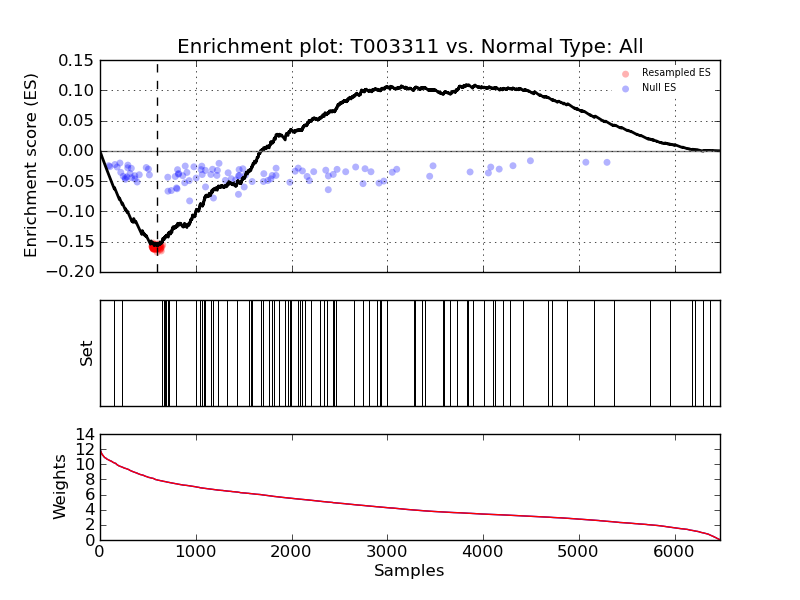 Enrichment plot: T003311 vs. Normal Type: All
Enrichment score (ES)
0.15
0.10
0.05
0.00
−0.05
−0.10
−0.15
−0.20
Resampled ES
Null ES
Set
Weights
14
12
10
8
6
4
2
0
0 1000 2000 3000 4000 5000 6000
Samples